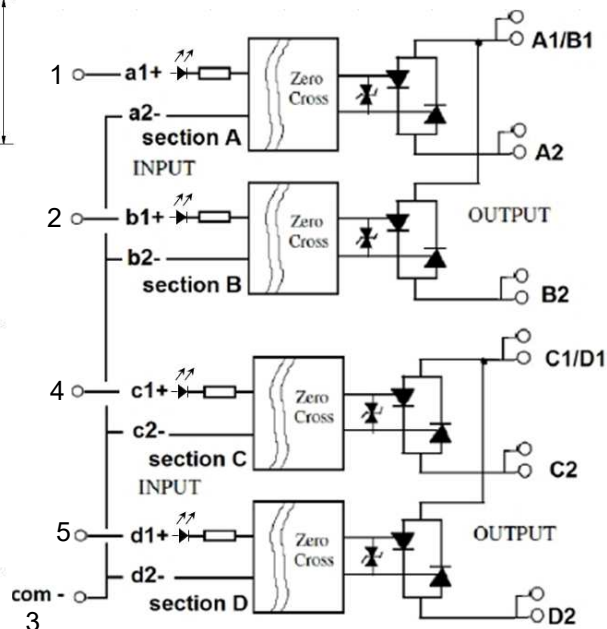 A1/B1
1 a1+ Zero
Cross
a2-
section A A2
INPUT
2 b1+ Zero
Cross OUTPUT
b2-
section B B2
C1/D1
4 c1+ Zero
Cross
c2-
section C C2
INPUT
5 d1+ Zero
Cross OUTPUT
d2-
com -
section D D2
3